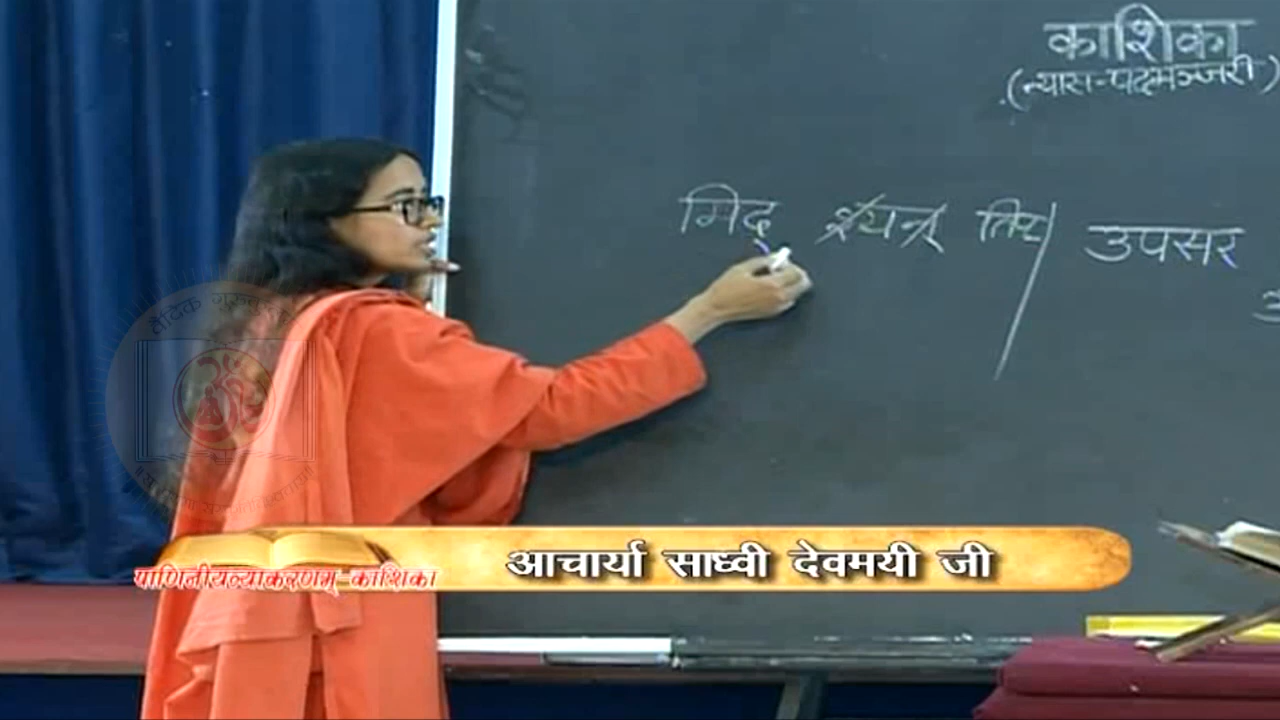 काशिका
(न्यास-पदमञ्जरी)
मिद श्यन् तिप् उपसर
वैदिक गुरुकुल
आचार्या साध्वी देवमयी जी
पाणिनीयव्याकरणम् - काशिका